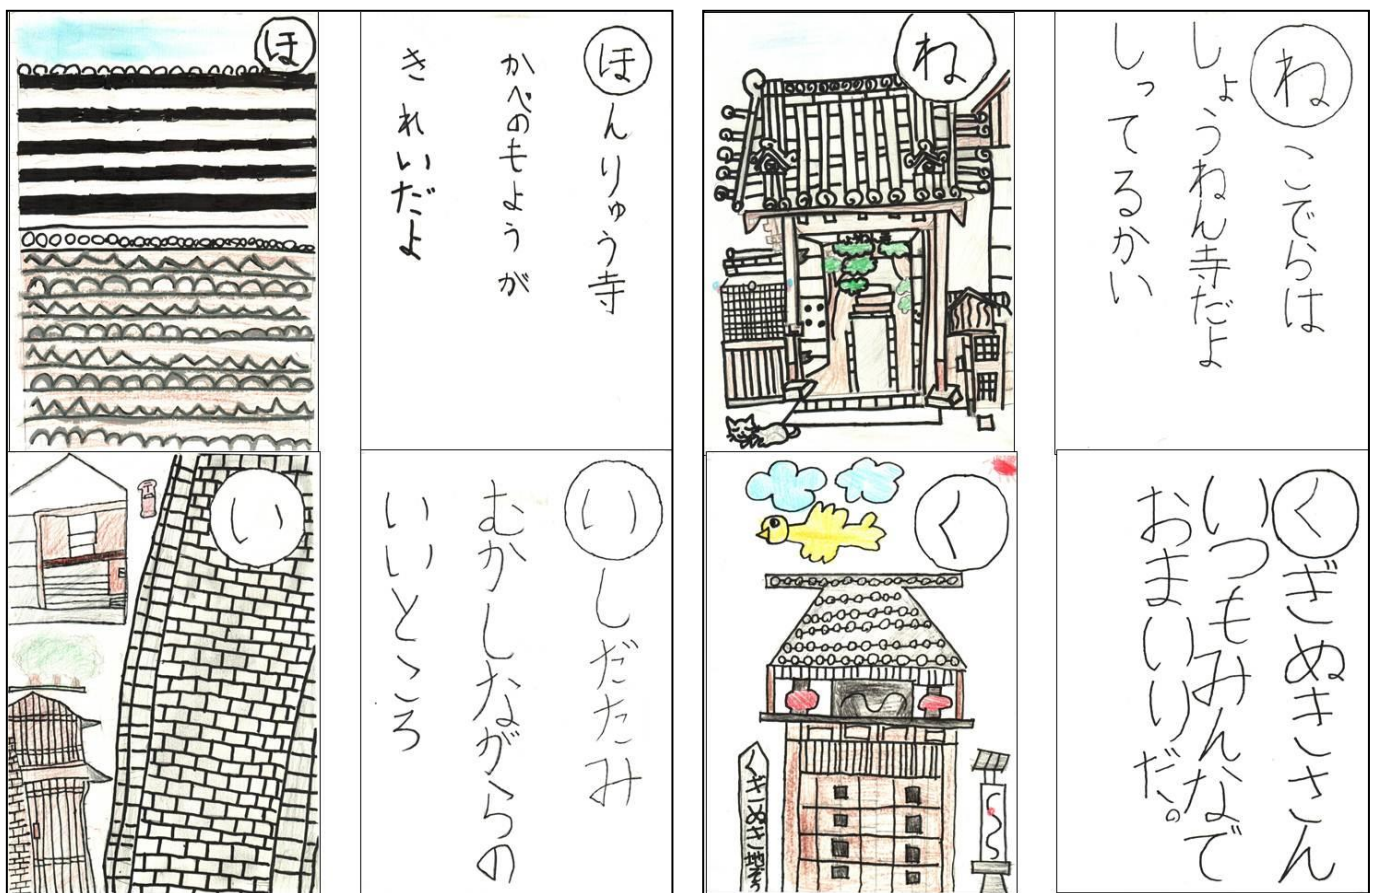 ほ
ほんりゅう寺
かべのもようが
きれいだよ
ね
ねこでらは
しょうねん寺だよ
しってるかい
い
いしだたみ
むかしながらの
いいところ
く
くぎぬき
くぎぬきさん
いつもみんなで
おまいりだ。